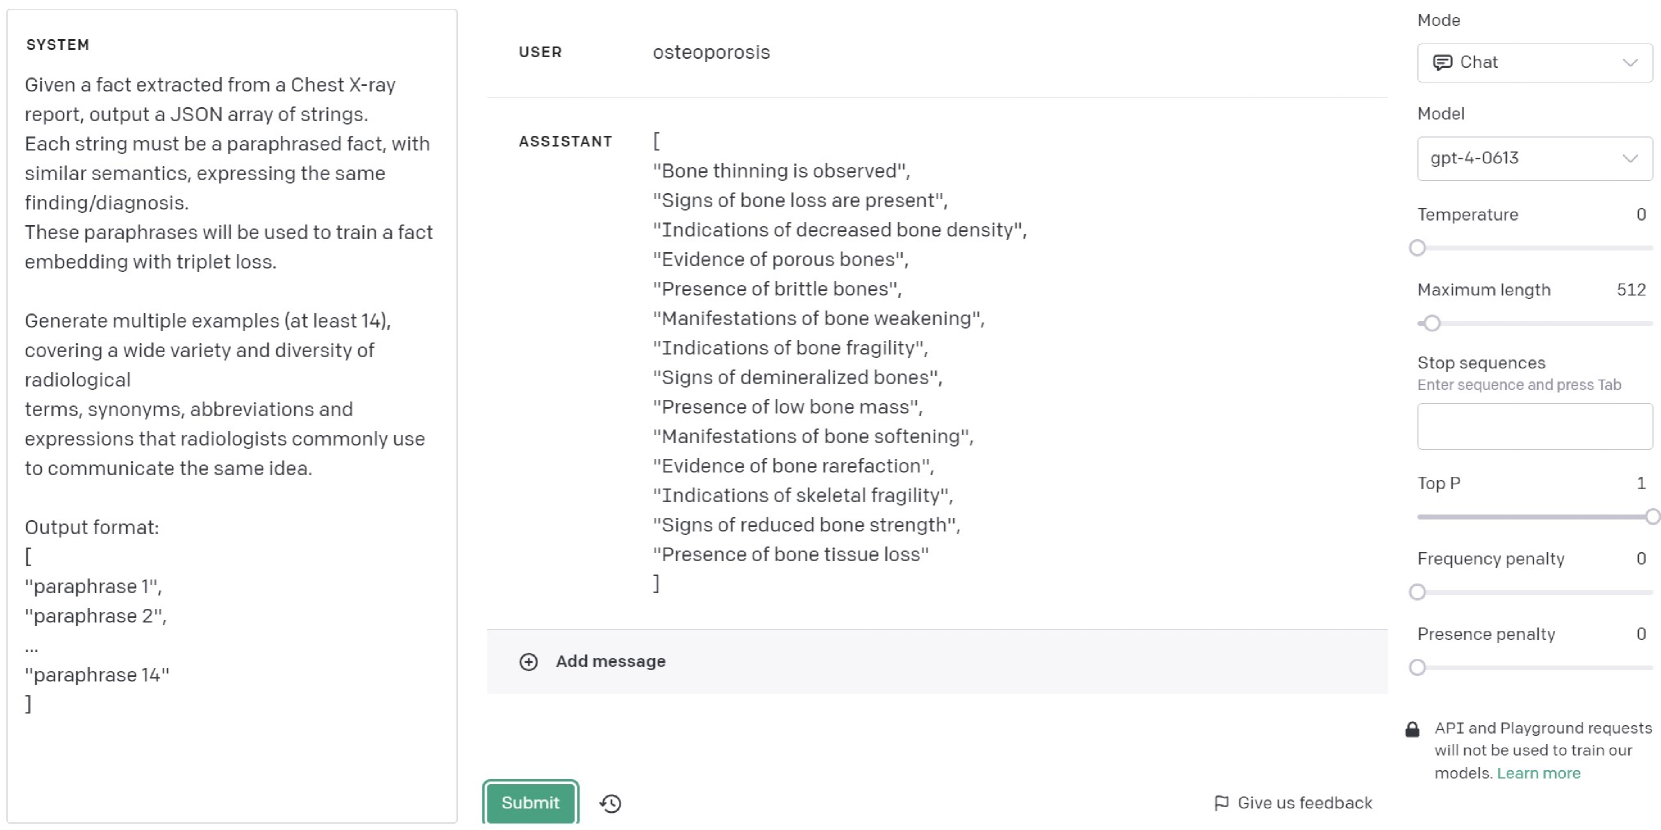 SYSTEM
Given a fact extracted from a Chest X-ray
report, output a JSON array of strings.
Each string must be a paraphrased fact, with
similar semantics, expressing the same
finding/diagnosis.
These paraphrases will be used to train a fact
embedding with triplet loss.
Generate multiple examples (at least 14),
covering a wide variety and diversity of
radiological
terms, synonyms, abbreviations and
expressions that radiologists commonly use
to communicate the same idea.
Output format:
[
"paraphrase 1",
"paraphrase 2",
...
"paraphrase 14"
]
USER
osteoporosis
ASSISTANT
[
"Bone thinning is observed",
"Signs of bone loss are present",
"Indications of decreased bone density",
"Evidence of porous bones",
"Presence of brittle bones",
"Manifestations of bone weakening",
"Indications of bone fragility",
"Signs of demineralized bones",
"Presence of low bone mass",
"Manifestations of bone softening",
"Evidence of bone rarefaction",
"Indications of skeletal fragility",
"Signs of reduced bone strength",
"Presence of bone tissue loss"
]
Add message
Submit
Give us feedback
Mode
Chat
Model
gpt-4-0613
Temperature 0
Maximum length 512
Stop sequences
Enter sequence and press Tab
Top P 1
Frequency penalty 0
Presence penalty 0
API and Playground requests
will not be used to train our
models. Learn more